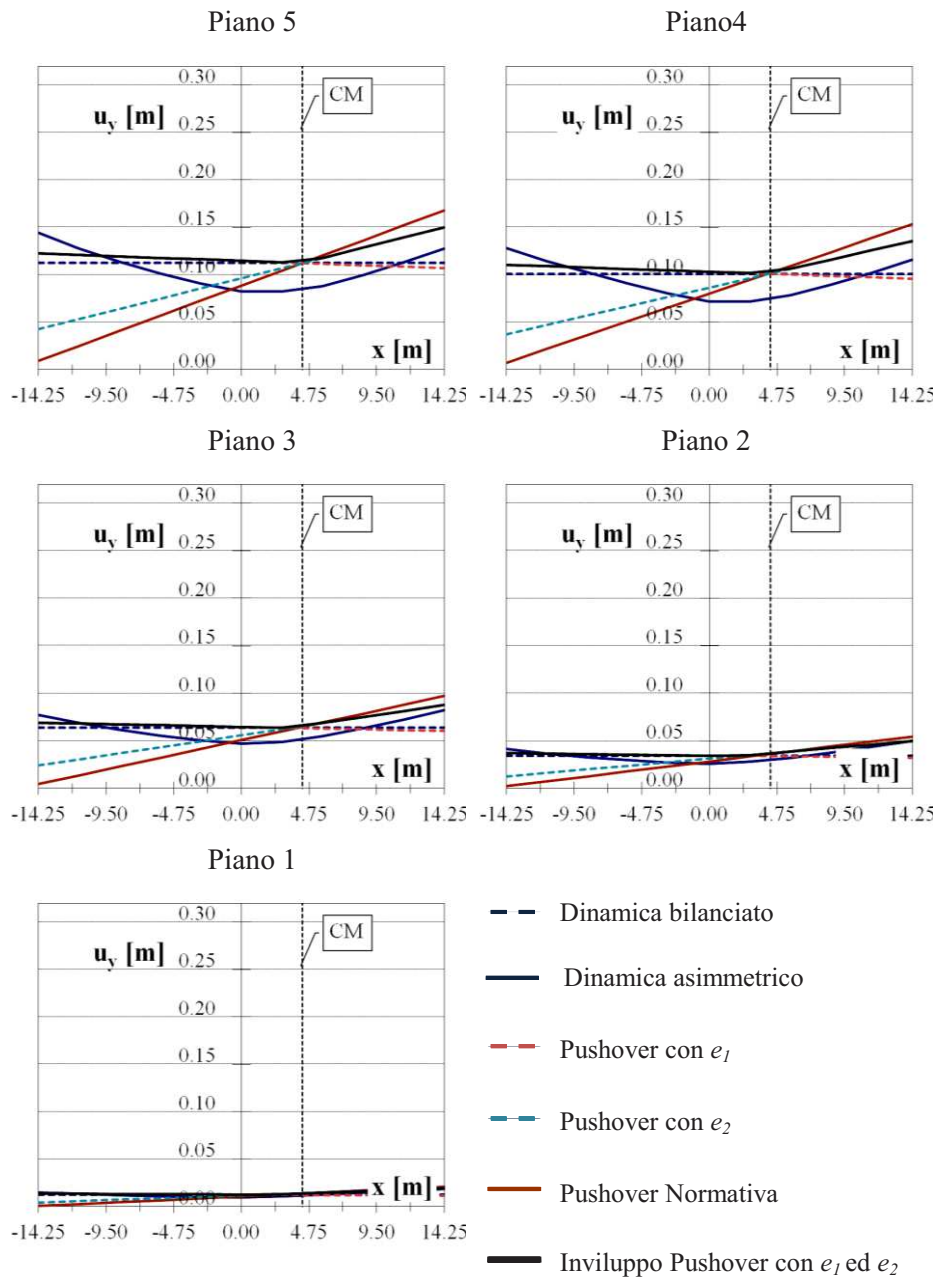 Piano 5
Piano4
0.30
CM
u_y [m]
0.25
0.20
0.15
0.10
0.05
x [m]
0.00
-14.25 -9.50 -4.75 0.00 4.75 9.50 14.25
0.30
CM
u_y [m]
0.25
0.20
0.15
0.10
0.05
x [m]
0.00
-14.25 -9.50 -4.75 0.00 4.75 9.50 14.25
Piano 3
Piano 2
0.30
CM
u_y [m]
0.25
0.20
0.15
0.10
0.05
x [m]
0.00
-14.25 -9.50 -4.75 0.00 4.75 9.50 14.25
0.30
CM
u_y [m]
0.25
0.20
0.15
0.10
0.05
x [m]
0.00
-14.25 -9.50 -4.75 0.00 4.75 9.50 14.25
Piano 1
0.30
CM
u_y [m]
0.25
0.20
0.15
0.10
0.05
x [m]
0.00
-14.25 -9.50 -4.75 0.00 4.75 9.50 14.25
Dinamica bilanciato
Dinamica asimmetrico
Pushover con e_1
Pushover con e_2
Pushover Normativa
Inviluppo Pushover con e_1 ed e_2